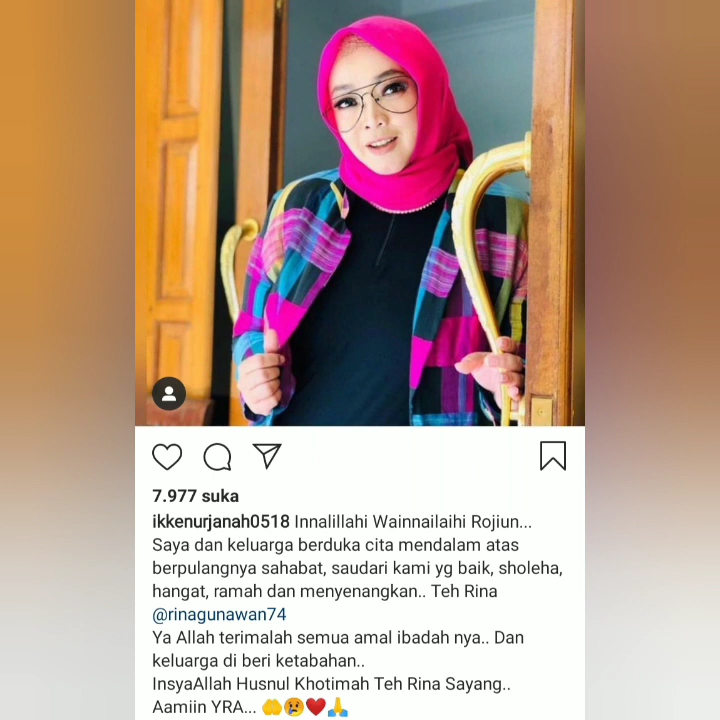 7.977 suka
ikkenurjanah0518 Innalillahi Wainnailaihi Rojiun...
Saya dan keluarga berduka cita mendalam atas
berpulangnya sahabat, saudari kami yg baik, sholeha,
hangat, ramah dan menyenangkan.. Teh Rina
@rinagunawan74
Ya Allah terimalah semua amal ibadah nya.. Dan
keluarga di beri ketabahan..
InsyaAllah Husnul Khotimah Teh Rina Sayang..
Aamiin YRA... 🤲😢❤️🙏